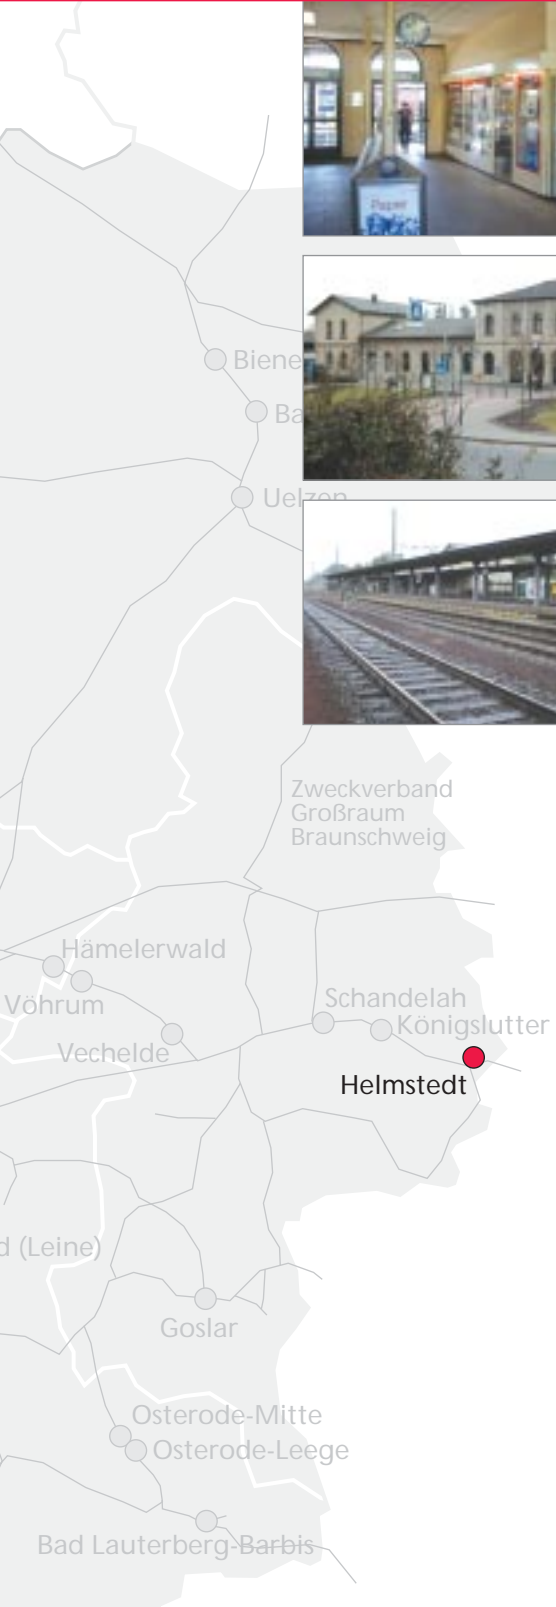 Biene
Ba
Uelzen
Zweckverband
Großraum
Braunschweig
Hämelerwald
Vöhrum
Schandelah
Königslutter
Vechelde
Helmstedt
d (Leine)
Goslar
Osterode-Mitte
Osterode-Leege
Bad Lauterberg-Barbis